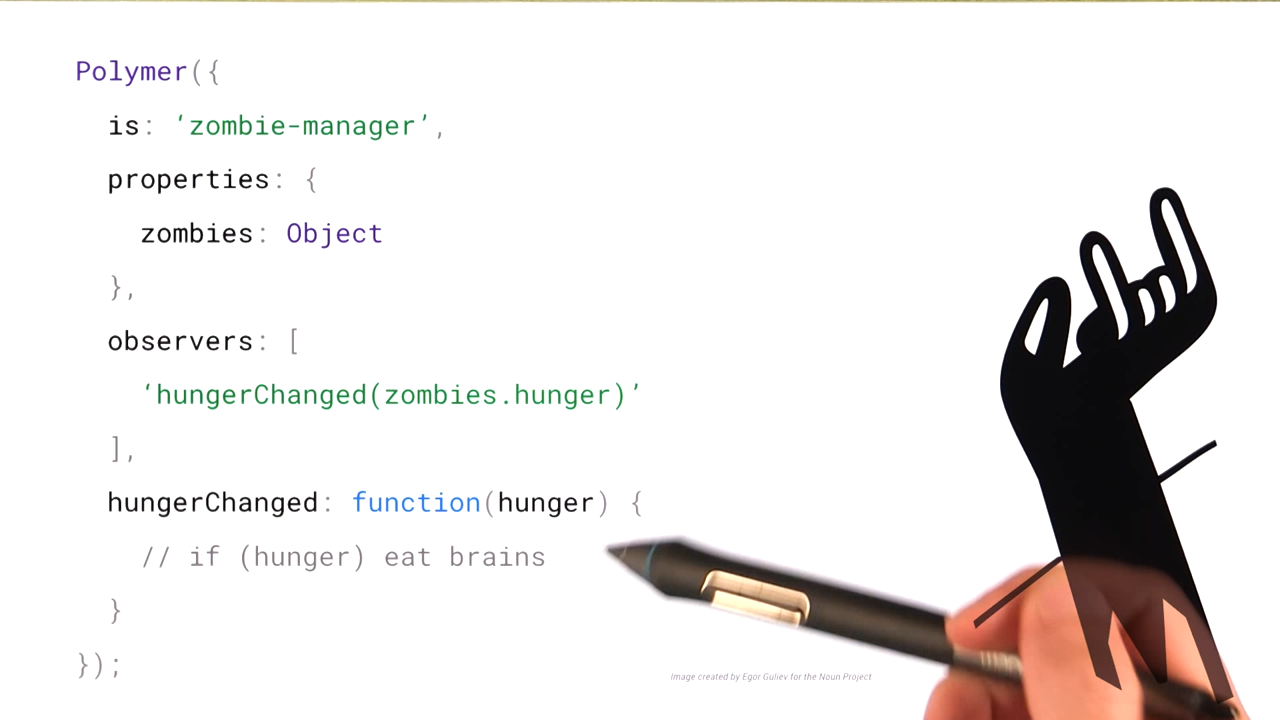 Polymer({
is: ‘zombie-manager’,
properties: {
zombies: Object
},
observers: [
‘hungerChanged(zombies.hunger)’
],
hungerChanged: function(hunger) {
// if (hunger) eat brains
}
});
Image created by Egor Guliev for the Noun Project